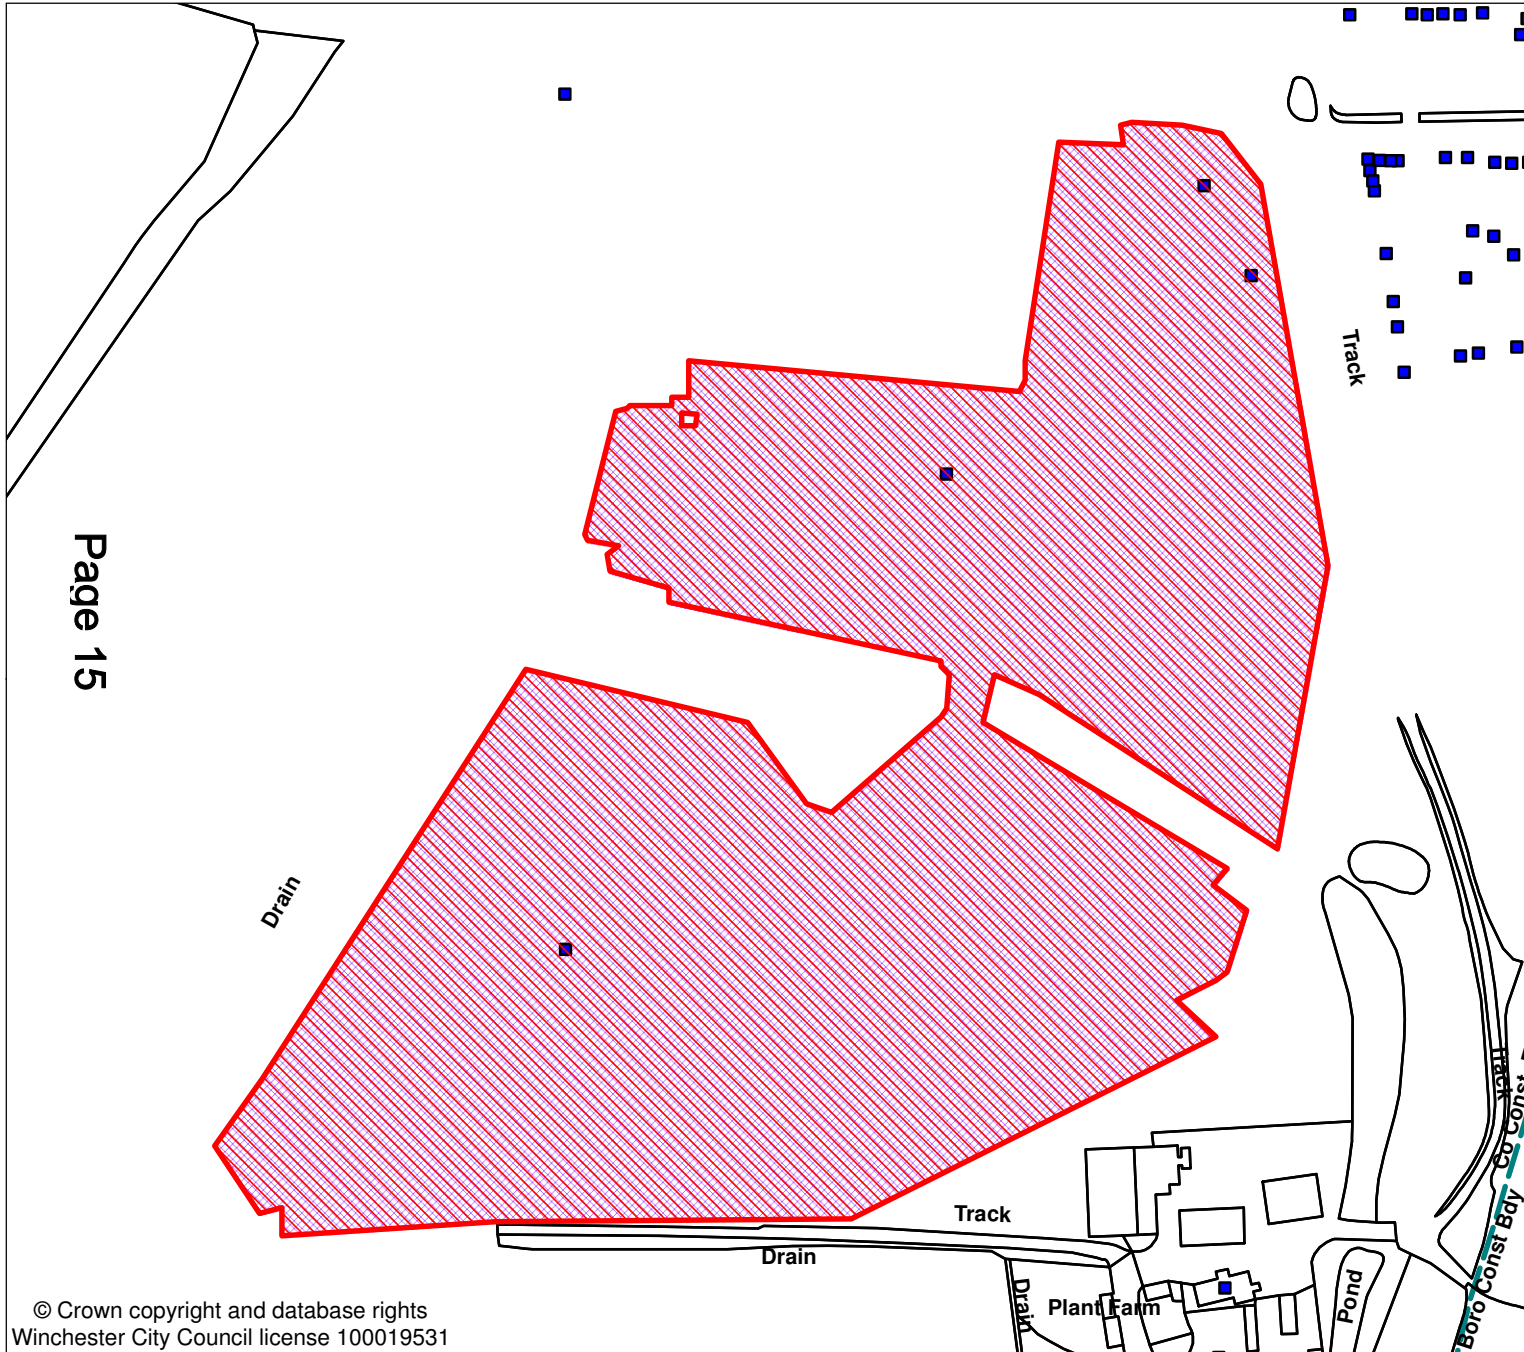 Track
Page 15
Drain
Track
Co Const
Boro Const Bdy
Track
Drain
Drain
Plant Farm
Pond
© Crown copyright and database rights
Winchester City Council license 100019531